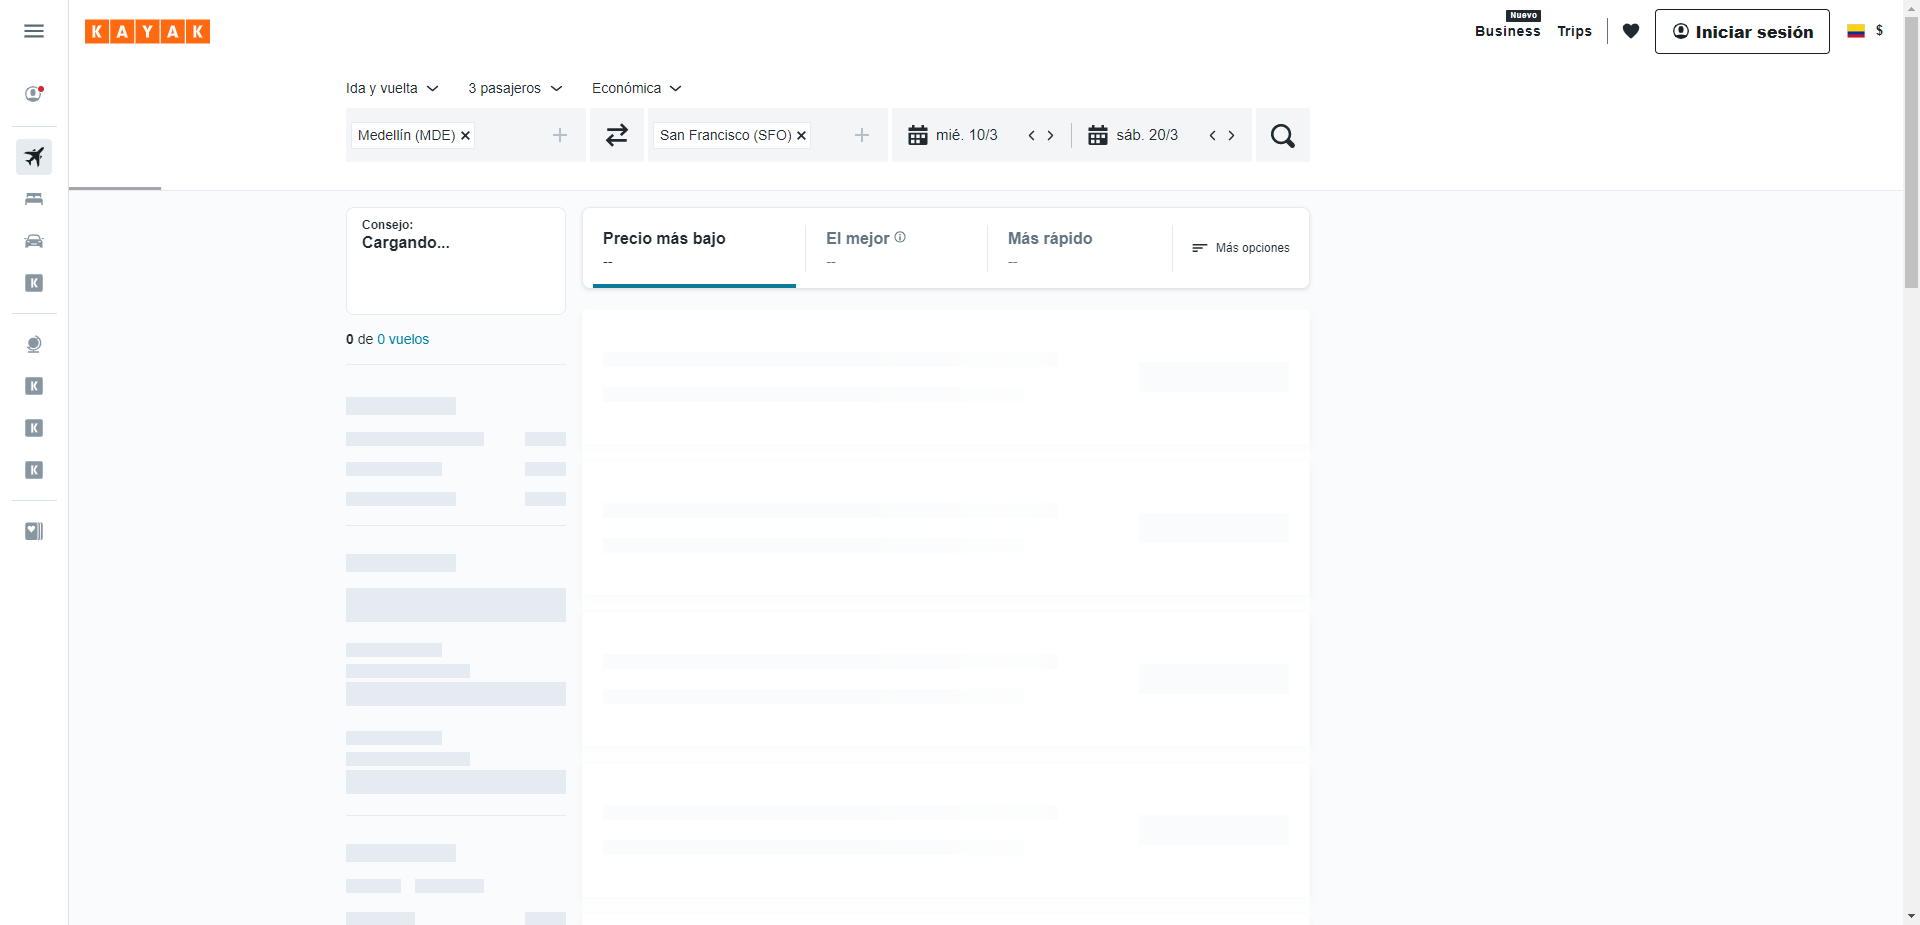 KAYAK
Nuevo
Business
Trips
Iniciar sesión
$
Ida y vuelta
3 pasajeros
Económica
Medellín (MDE)
San Francisco (SFO)
mié. 10/3
sáb. 20/3
Consejo:
Cargando...
Precio más bajo
--
El mejor
--
Más rápido
--
Más opciones
0 de 0 vuelos
K
K
K
K